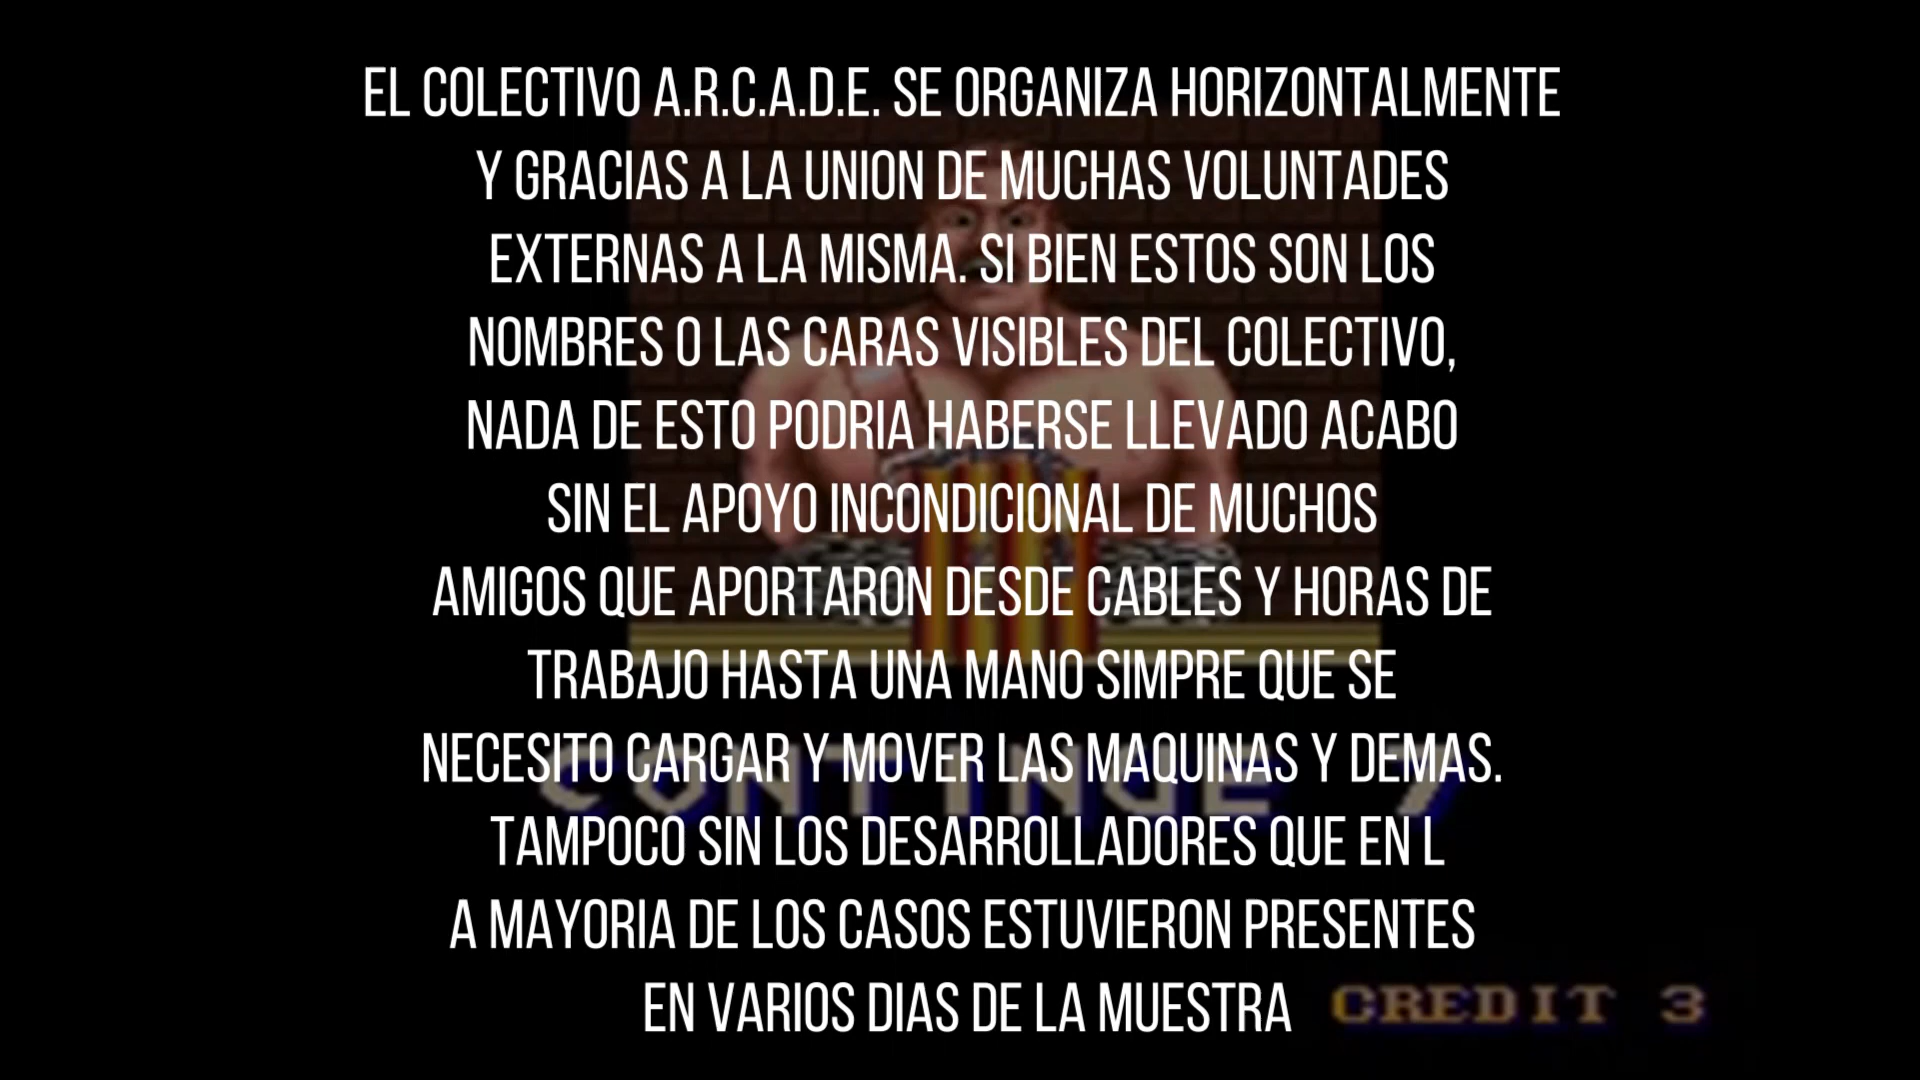 EL COLECTIVO A.R.C.A.D.E. SE ORGANIZA HORIZONTALMENTE
Y GRACIAS A LA UNION DE MUCHAS VOLUNTADES
EXTERNAS A LA MISMA. SI BIEN ESTOS SON LOS
NOMBRES O LAS CARAS VISIBLES DEL COLECTIVO,
NADA DE ESTO PODRIA HABERSE LLEVADO ACABO
SIN EL APOYO INCONDICIONAL DE MUCHOS
AMIGOS QUE APORTARON DESDE CABLES Y HORAS DE
TRABAJO HASTA UNA MANO SIMPRE QUE SE
NECESITO CARGAR Y MOVER LAS MAQUINAS Y DEMAS.
CONTINUE 7
TAMPOCO SIN LOS DESARROLLADORES QUE EN L
A MAYORIA DE LOS CASOS ESTUVIERON PRESENTES
EN VARIOS DIAS DE LA MUESTRA
CREDIT 3